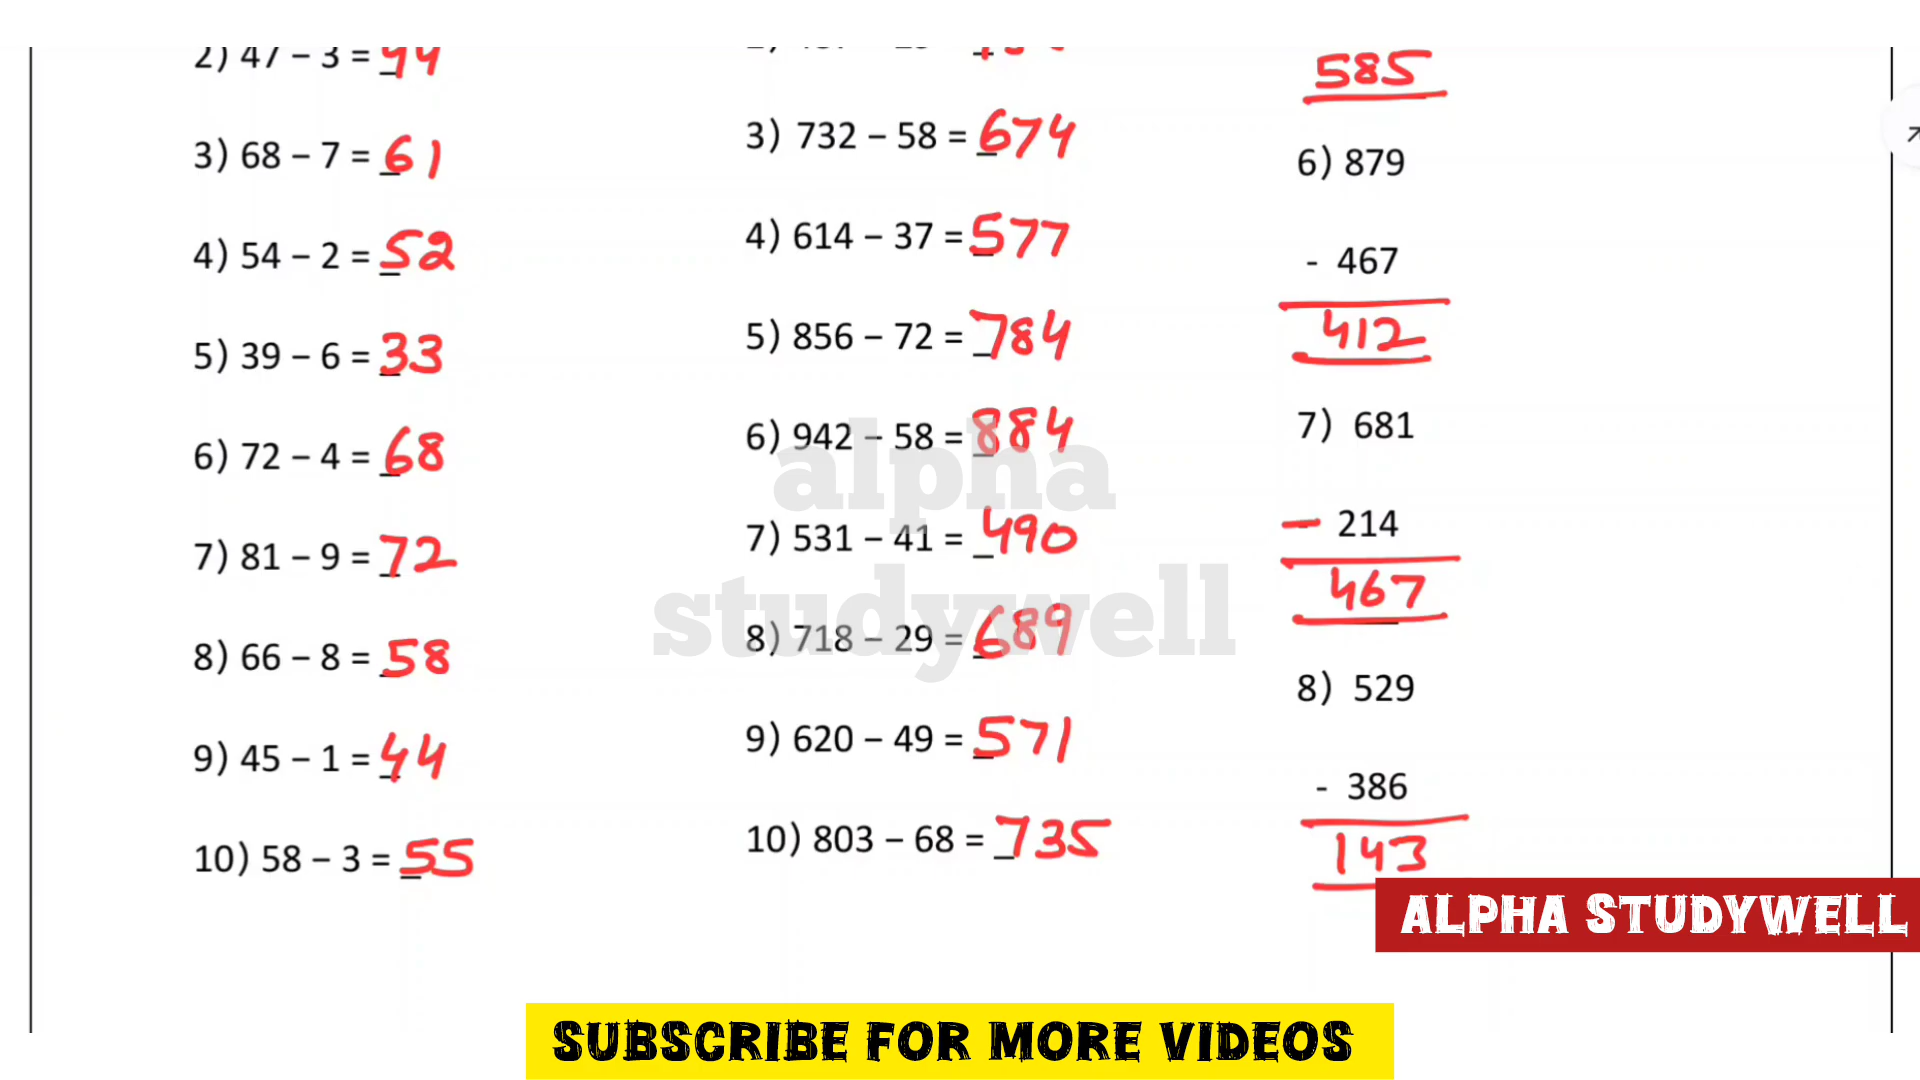 2) 47 – 3 = 44
3) 68 – 7 = 61
4) 54 – 2 = 52
5) 39 – 6 = 33
6) 72 – 4 = 68
7) 81 – 9 = 72
8) 66 – 8 = 58
9) 45 – 1 = 44
10) 58 – 3 = 55
3) 732 – 58 = 674
4) 614 – 37 = 577
5) 856 – 72 = 784
6) 942 – 58 = 884
7) 531 – 41 = 490
8) 718 – 29 = 689
9) 620 – 49 = 571
10) 803 – 68 = 735
585
6) 879
- 467
412
7) 681
- 214
467
8) 529
- 386
143
alpha
studywell
ALPHA STUDYWELL
SUBSCRIBE FOR MORE VIDEOS